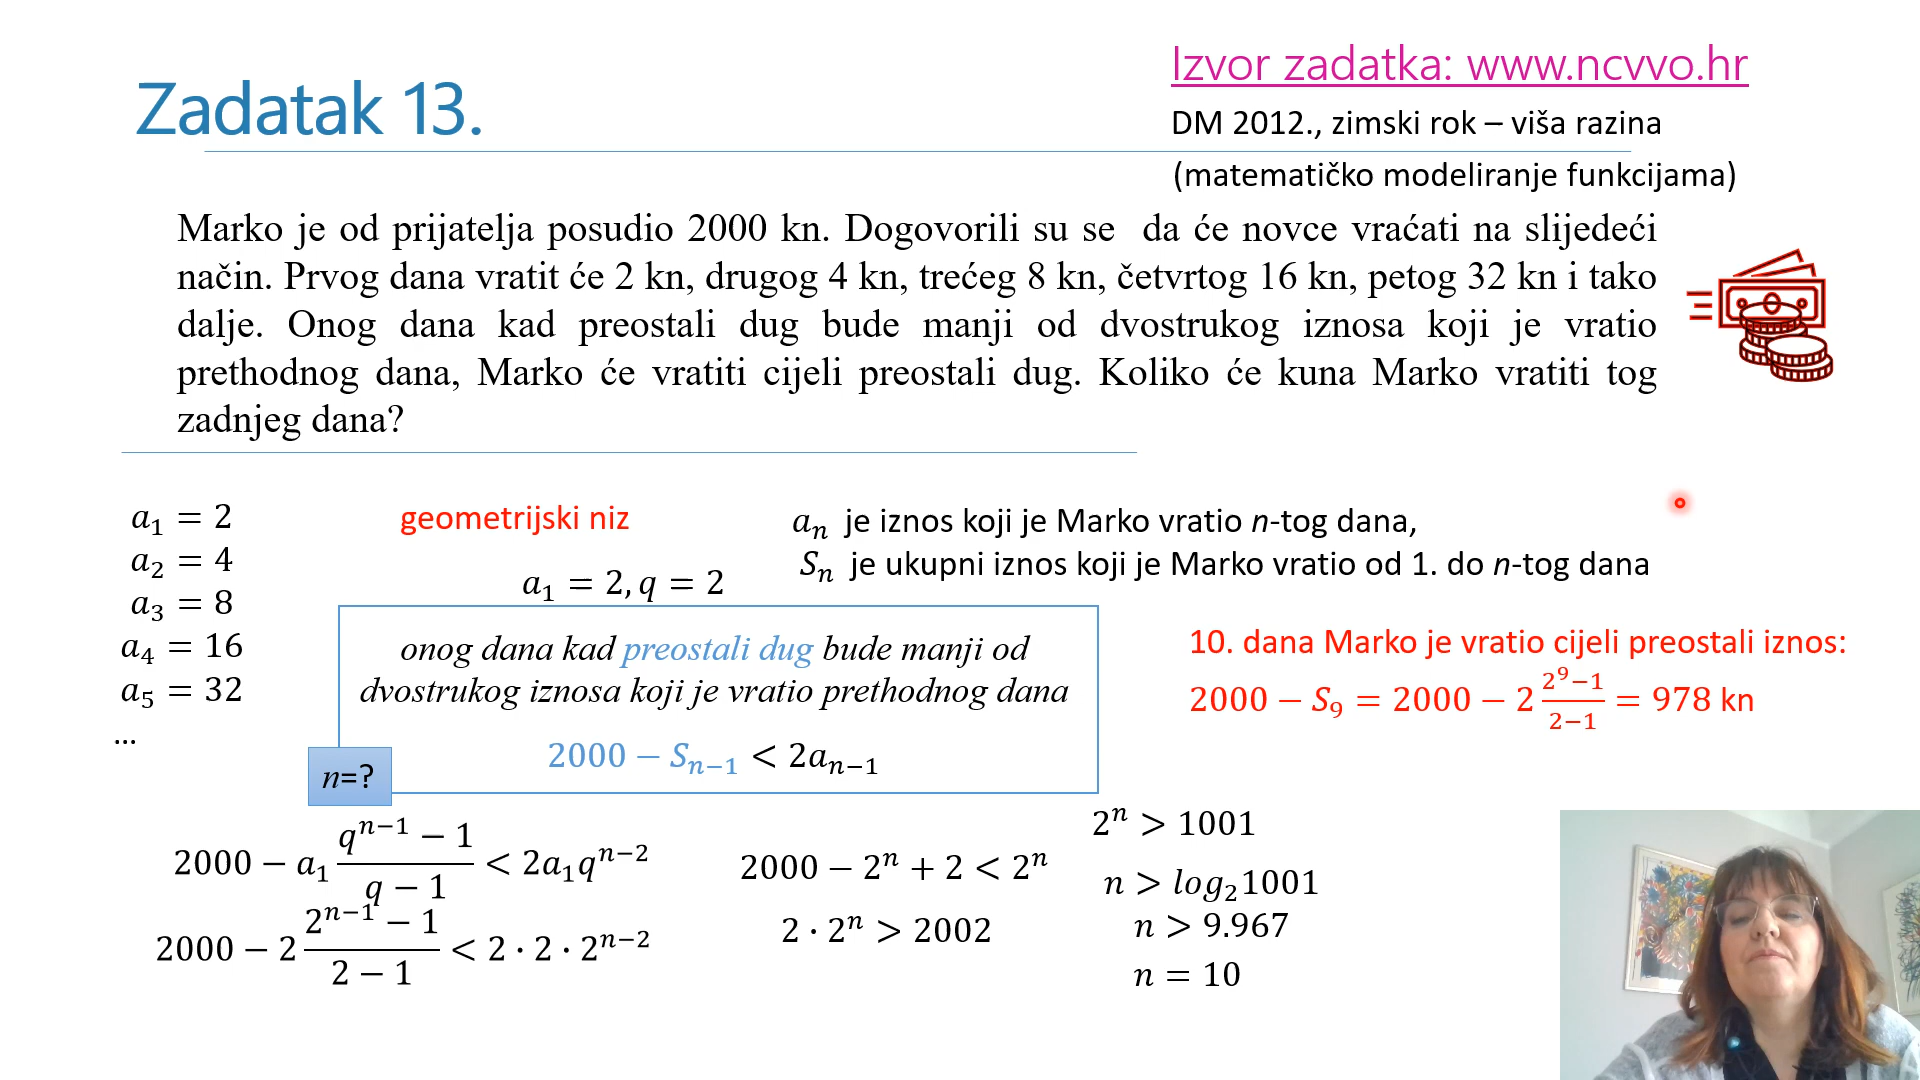 Izvor zadatka: www.ncvvo.hr
Zadatak 13.
DM 2012., zimski rok – viša razina
(matematičko modeliranje funkcijama)
Marko je od prijatelja posudio 2000 kn. Dogovorili su se da će novce vraćati na slijedeći
način. Prvog dana vratit će 2 kn, drugog 4 kn, trećeg 8 kn, četvrtog 16 kn, petog 32 kn i tako
dalje. Onog dana kad preostali dug bude manji od dvostrukog iznosa koji je vratio
prethodnog dana, Marko će vratiti cijeli preostali dug. Koliko će kuna Marko vratiti tog
zadnjeg dana?
a₁ = 2
a₂ = 4
a₃ = 8
a₄ = 16
a₅ = 32
...
geometrijski niz
a₁ = 2, q = 2
aₙ je iznos koji je Marko vratio n-tog dana,
Sₙ je ukupni iznos koji je Marko vratio od 1. do n-tog dana
onog dana kad preostali dug bude manji od
dvostrukog iznosa koji je vratio prethodnog dana
2000 − Sₙ₋₁ < 2aₙ₋₁
n=?
10. dana Marko je vratio cijeli preostali iznos:
2000 − S₉ = 2000 − 2 (2⁹−1)/(2−1) = 978 kn
2000 − a₁ (qⁿ⁻¹ − 1)/(q − 1) < 2a₁qⁿ⁻²
2000 − 2 (2ⁿ⁻¹ − 1)/(2 − 1) < 2 · 2 · 2ⁿ⁻²
2000 − 2ⁿ + 2 < 2ⁿ
2 · 2ⁿ > 2002
2ⁿ > 1001
n > log₂1001
n > 9.967
n = 10